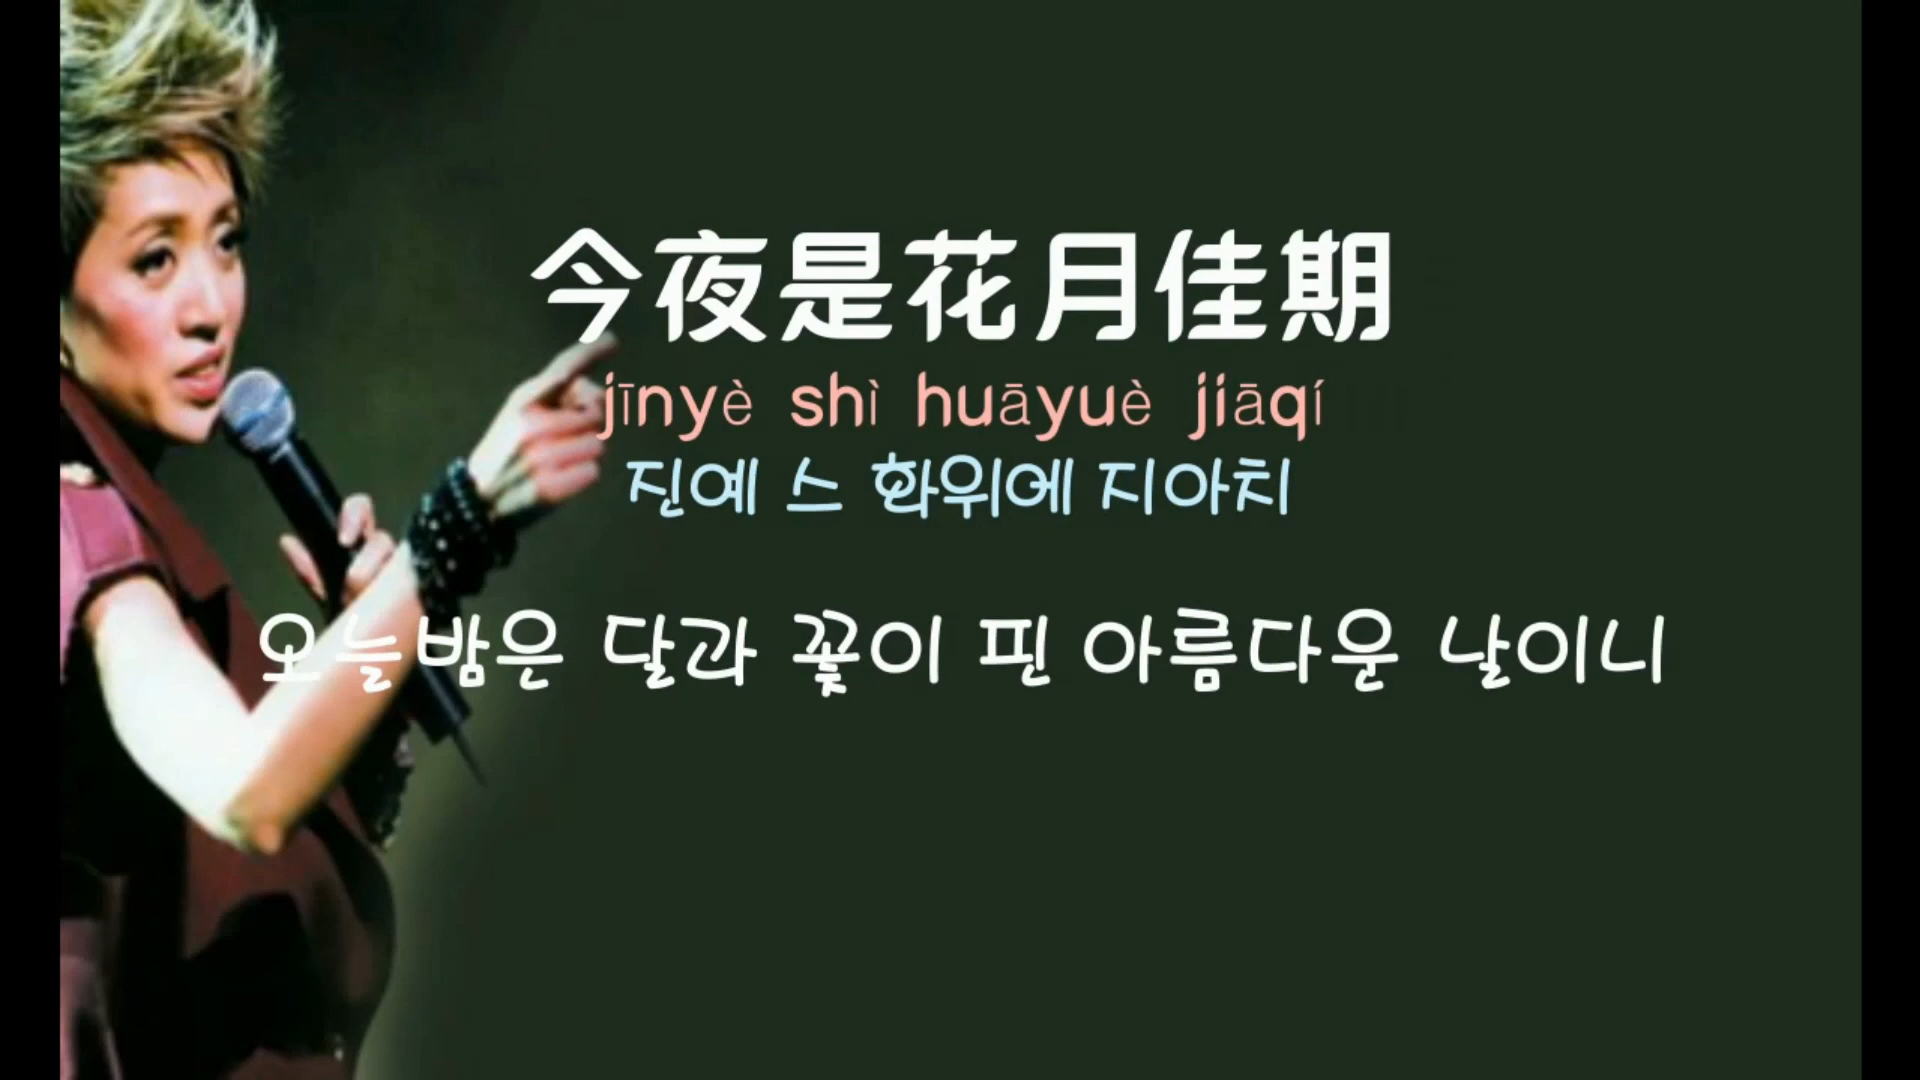 今夜是花月佳期
jīnyè shì huāyuè jiāqí
진예 스 화위에 지아치
오늘밤은 달과 꽃이 핀 아름다운 날이니